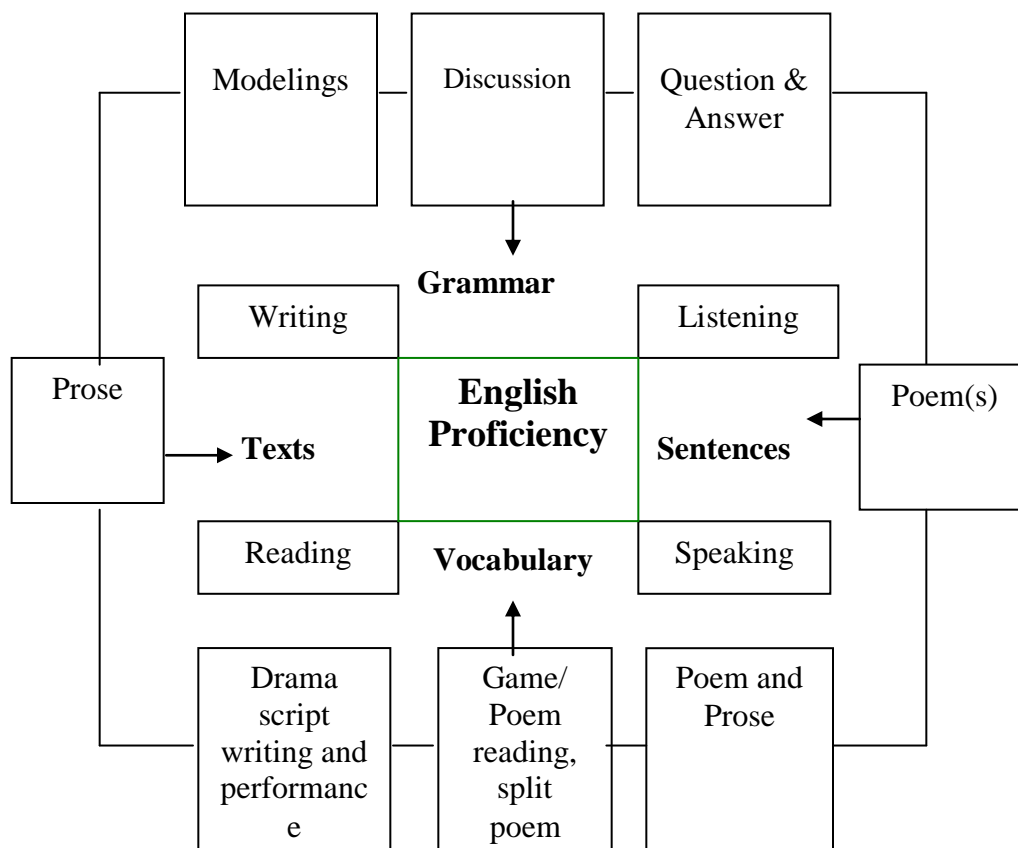 Modelings
Discussion
Question &
Answer
Grammar
Writing
Listening
Prose
English
Proficiency
Poem(s)
Texts
Sentences
Reading
Vocabulary
Speaking
Drama
script
writing and
performanc
e
Game/
Poem
reading,
split
poem
Poem and
Prose